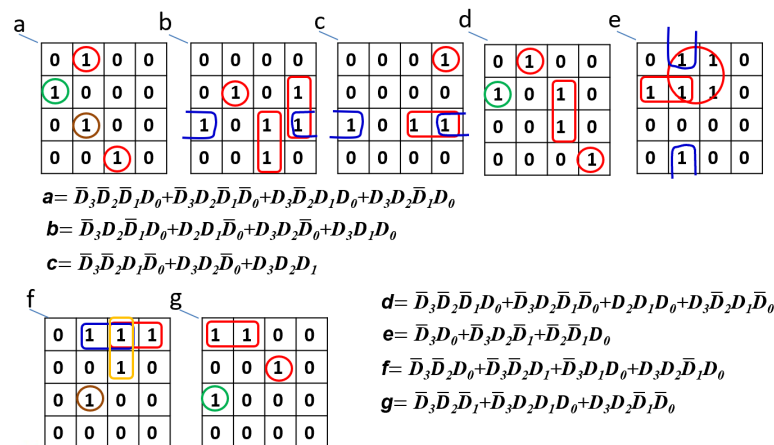 a b c d e
0 1 0 0 0 0 0 0 0 0 0 1 0 1 0 0 0 1 1 0
1 0 0 0 0 1 0 1 0 0 0 0 1 0 1 0 1 1 1 0
0 1 0 0 1 0 1 1 1 0 1 1 0 0 1 0 0 0 0 0
0 0 1 0 0 0 1 0 0 0 0 0 0 0 0 1 0 1 0 0
a= D̅₃D̅₂D̅₁D₀+D̅₃D₂D̅₁D̅₀+D₃D̅₂D₁D₀+D₃D₂D̅₁D₀
b= D̅₃D₂D̅₁D₀+D₂D₁D̅₀+D₃D₂D̅₀+D₃D₁D₀
c= D̅₃D̅₂D₁D̅₀+D₃D₂D̅₀+D₃D₂D₁
f g
0 1 1 1 1 1 0 0
0 0 1 0 0 0 1 0
0 1 0 0 1 0 0 0
0 0 0 0 0 0 0 0
d= D̅₃D̅₂D̅₁D₀+D̅₃D₂D̅₁D̅₀+D₂D₁D₀+D₃D̅₂D₁D̅₀
e= D̅₃D₀+D̅₃D₂D̅₁+D̅₂D̅₁D₀
f= D̅₃D̅₂D₀+D̅₃D̅₂D₁+D̅₃D₁D₀+D₃D₂D̅₁D₀
g= D̅₃D̅₂D̅₁+D̅₃D₂D₁D₀+D₃D₂D̅₁D̅₀